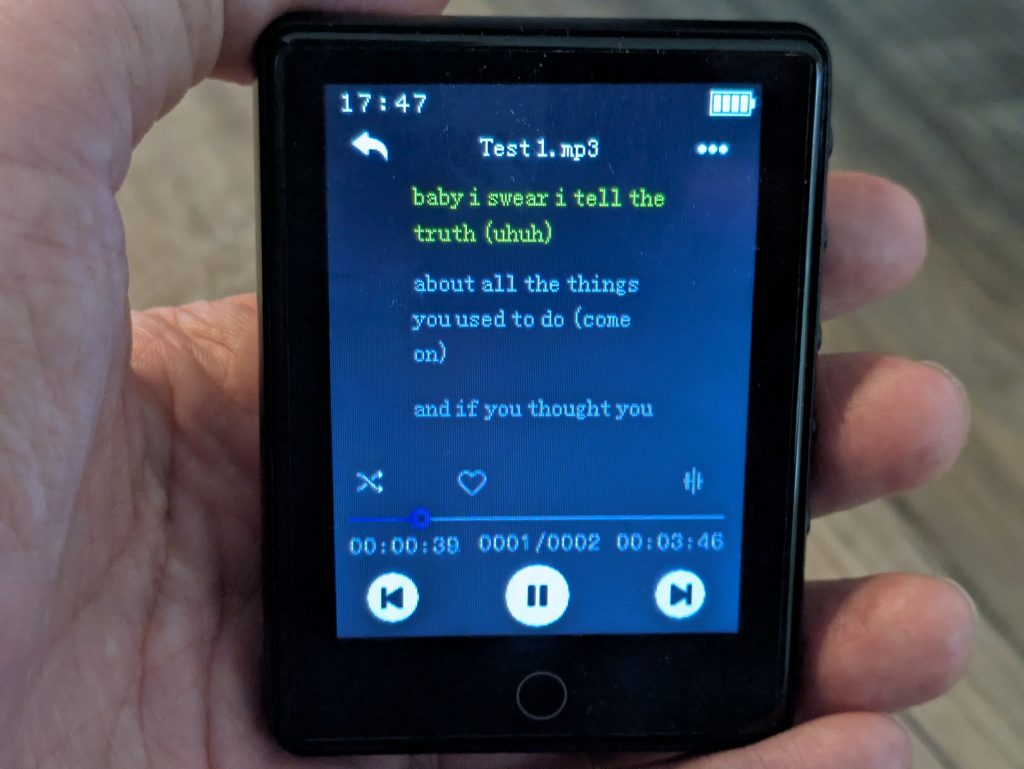 17:47
Test 1.mp3
baby i swear i tell the
truth (uhuh)
about all the things
you used to do (come
on)
and if you thought you
00:00:39 0001/0002 00:03:46